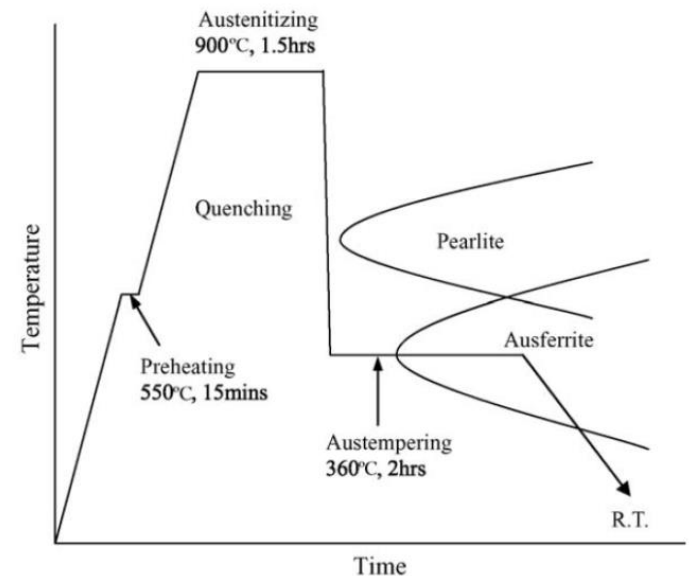 Austenitizing
900°C, 1.5hrs
Quenching
Pearlite
Temperature
Ausferrite
Preheating
550°C, 15mins
Austempering
360°C, 2hrs
R.T.
Time